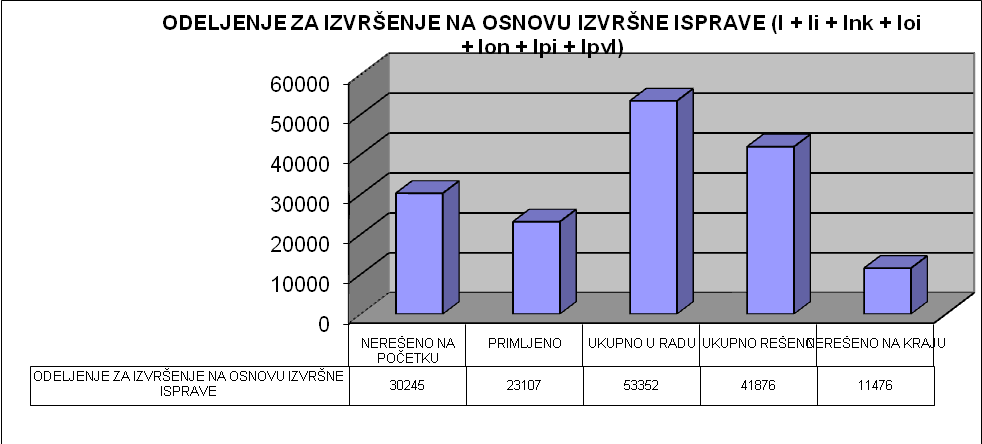 ODELJENJE ZA IZVRŠENJE NA OSNOVU IZVRŠNE ISPRAVE (I + Ii + Ink + Ioi
+ Ion + Ipi + Ipvl)
60000
50000
40000
30000
20000
10000
0
NEREŠENO NA
POČETKU
PRIMLJENO
UKUPNO U RADU
UKUPNO REŠENO
NEREŠENO NA KRAJU
ODELJENJE ZA IZVRŠENJE NA OSNOVU IZVRŠNE
ISPRAVE
30245
23107
53352
41876
11476